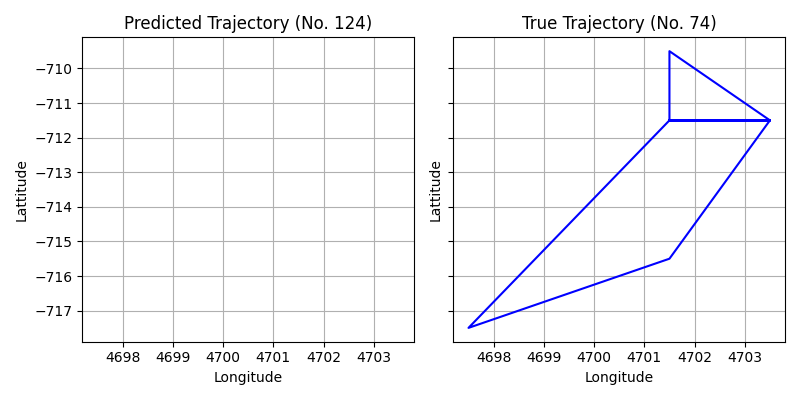 Predicted Trajectory (No. 124)
True Trajectory (No. 74)
Lattitude
−710
−711
−712
−713
−714
−715
−716
−717
4698 4699 4700 4701 4702 4703
Longitude
Lattitude
4698 4699 4700 4701 4702 4703
Longitude